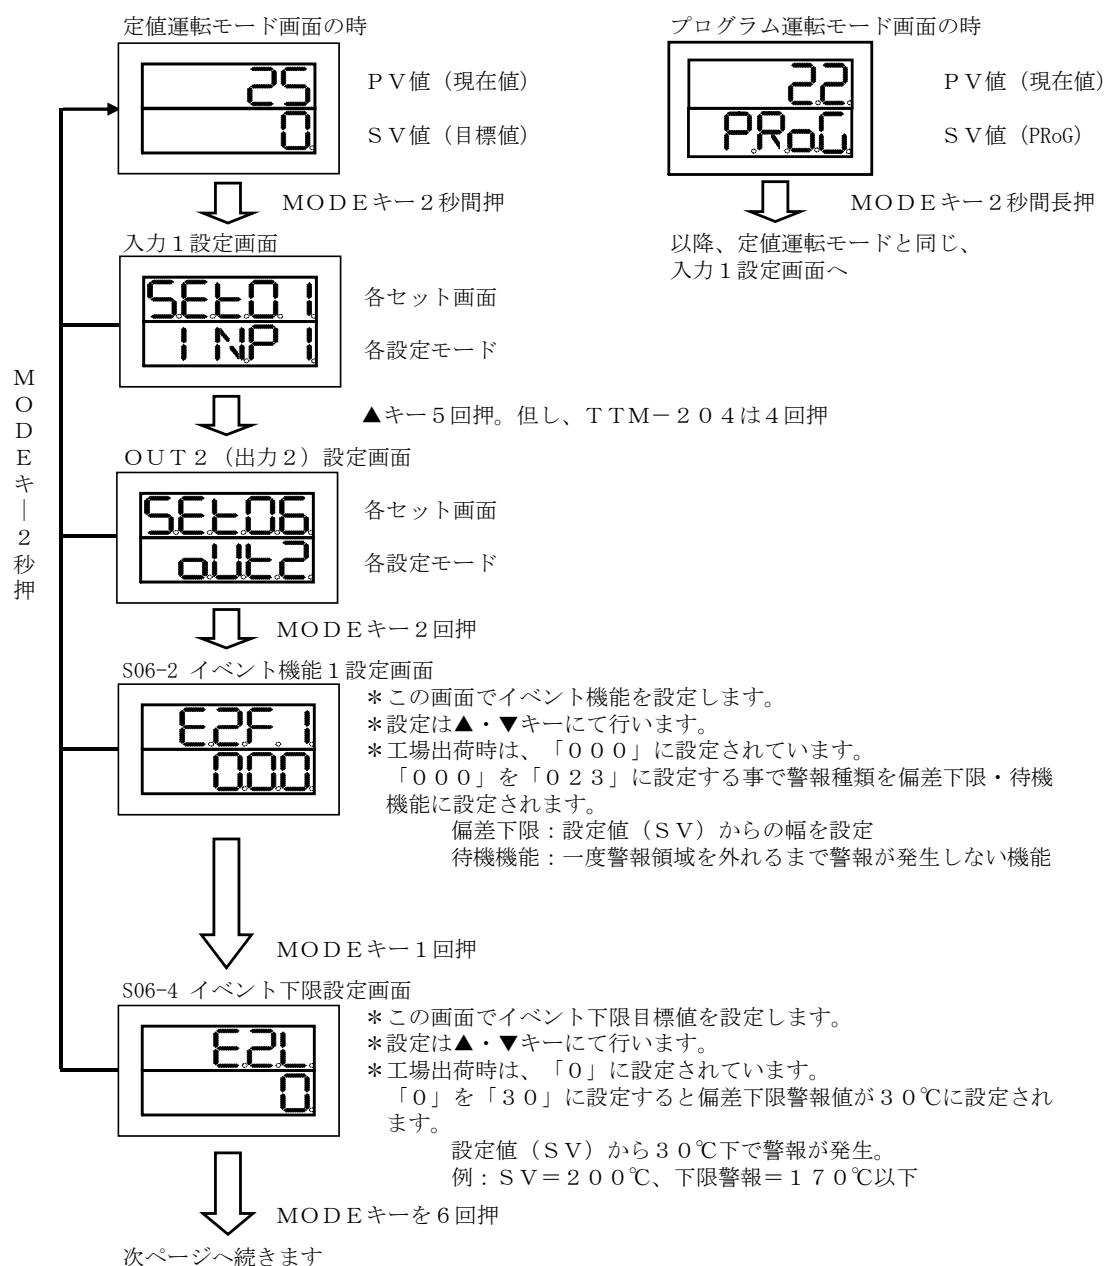 定値運転モード画面の時
25
0
ＰＶ値（現在値）
ＳＶ値（目標値）
ＭＯＤＥキー２秒間押
プログラム運転モード画面の時
22
PRoG
ＰＶ値（現在値）
ＳＶ値（PRoG）
ＭＯＤＥキー２秒間長押
以降、定値運転モードと同じ、
入力１設定画面へ
入力１設定画面
SEt01
INP1
各セット画面
各設定モード
▲キー５回押。但し、ＴＴＭ－２０４は４回押
ＭＯＤＥキー２秒押
ＯＵＴ２（出力２）設定画面
SEt06
oUt2
各セット画面
各設定モード
ＭＯＤＥキー２回押
S06-2 イベント機能１設定画面
E2F1
000
＊この画面でイベント機能を設定します。
＊設定は▲・▼キーにて行います。
＊工場出荷時は、「０００」に設定されています。
「０００」を「０２３」に設定する事で警報種類を偏差下限・待機
機能に設定されます。
偏差下限：設定値（ＳＶ）からの幅を設定
待機機能：一度警報領域を外れるまで警報が発生しない機能
ＭＯＤＥキー１回押
S06-4 イベント下限設定画面
E2L
0
＊この画面でイベント下限目標値を設定します。
＊設定は▲・▼キーにて行います。
＊工場出荷時は、「０」に設定されています。
「０」を「３０」に設定すると偏差下限警報値が３０℃に設定され
ます。
設定値（ＳＶ）から３０℃下で警報が発生。
例：ＳＶ＝２００℃、下限警報＝１７０℃以下
ＭＯＤＥキーを６回押
次ページへ続きます